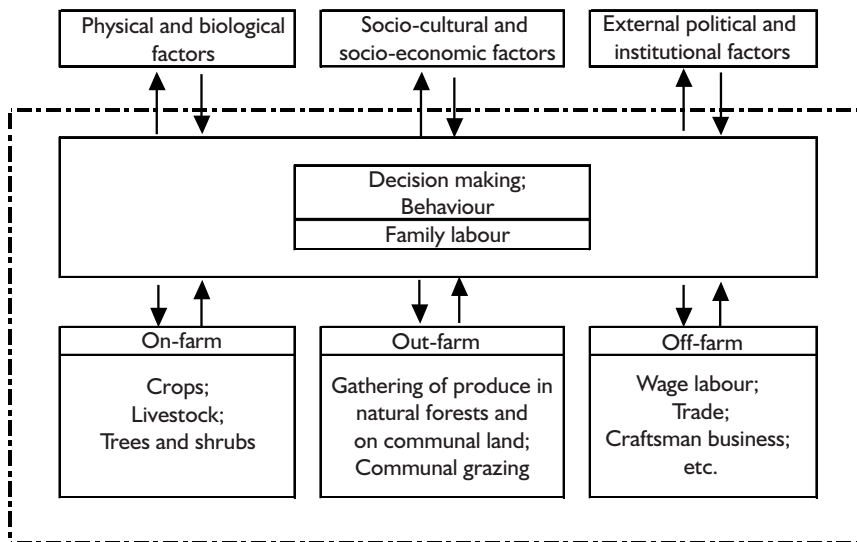 Physical and biological
factors
Socio-cultural and
socio-economic factors
External political and
institutional factors
Decision making;
Behaviour
Family labour
On-farm
Crops;
Livestock;
Trees and shrubs
Out-farm
Gathering of produce in
natural forests and
on communal land;
Communal grazing
Off-farm
Wage labour;
Trade;
Craftsman business;
etc.